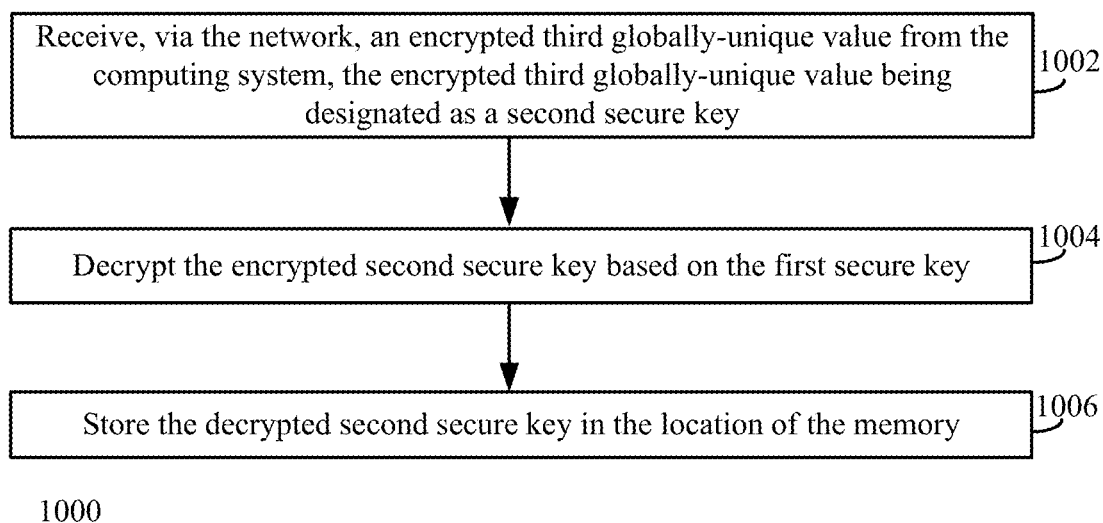 Receive, via the network, an encrypted third globally-unique value from the
computing system, the encrypted third globally-unique value being
designated as a second secure key
1002
Decrypt the encrypted second secure key based on the first secure key
1004
Store the decrypted second secure key in the location of the memory
1006
1000